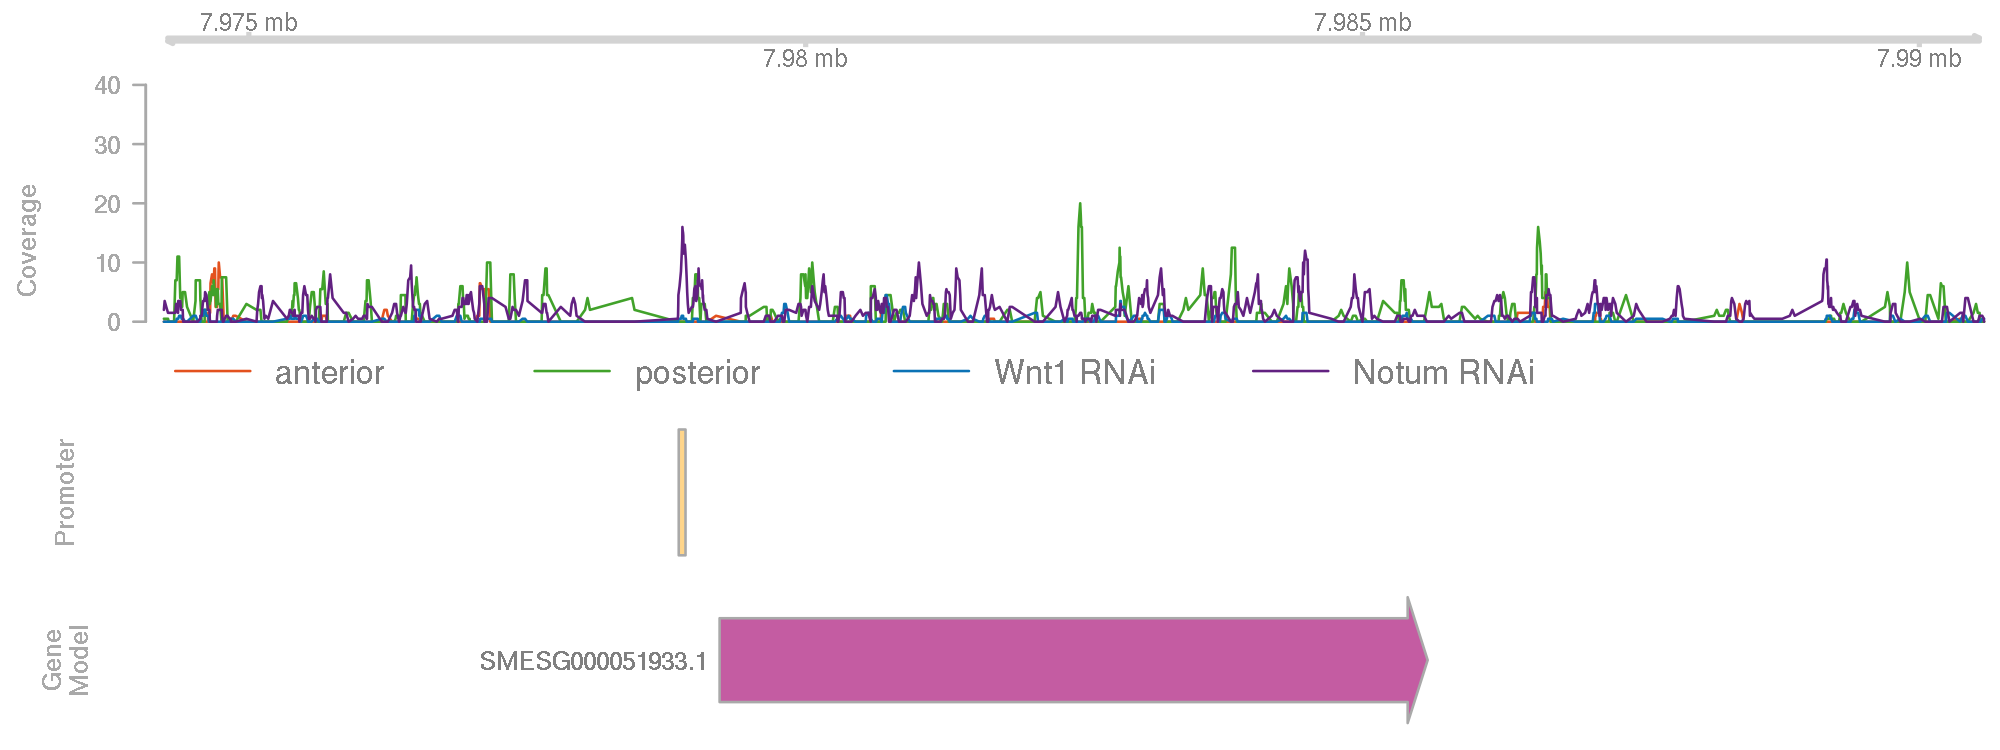 7.975 mb
7.985 mb
7.98 mb
7.99 mb
40
30
20
10
0
Coverage
anterior
posterior
Wnt1 RNAi
Notum RNAi
Promoter
Gene
Model
SMESG000051933.1